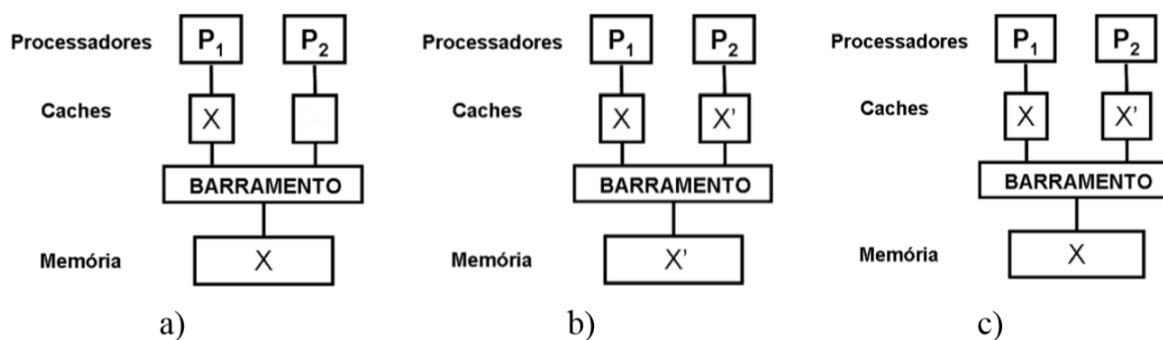 Processadores P1 P2
Caches X
BARRAMENTO
Memória X
a)
Processadores P1 P2
Caches X X'
BARRAMENTO
Memória X'
b)
Processadores P1 P2
Caches X X'
BARRAMENTO
Memória X
c)